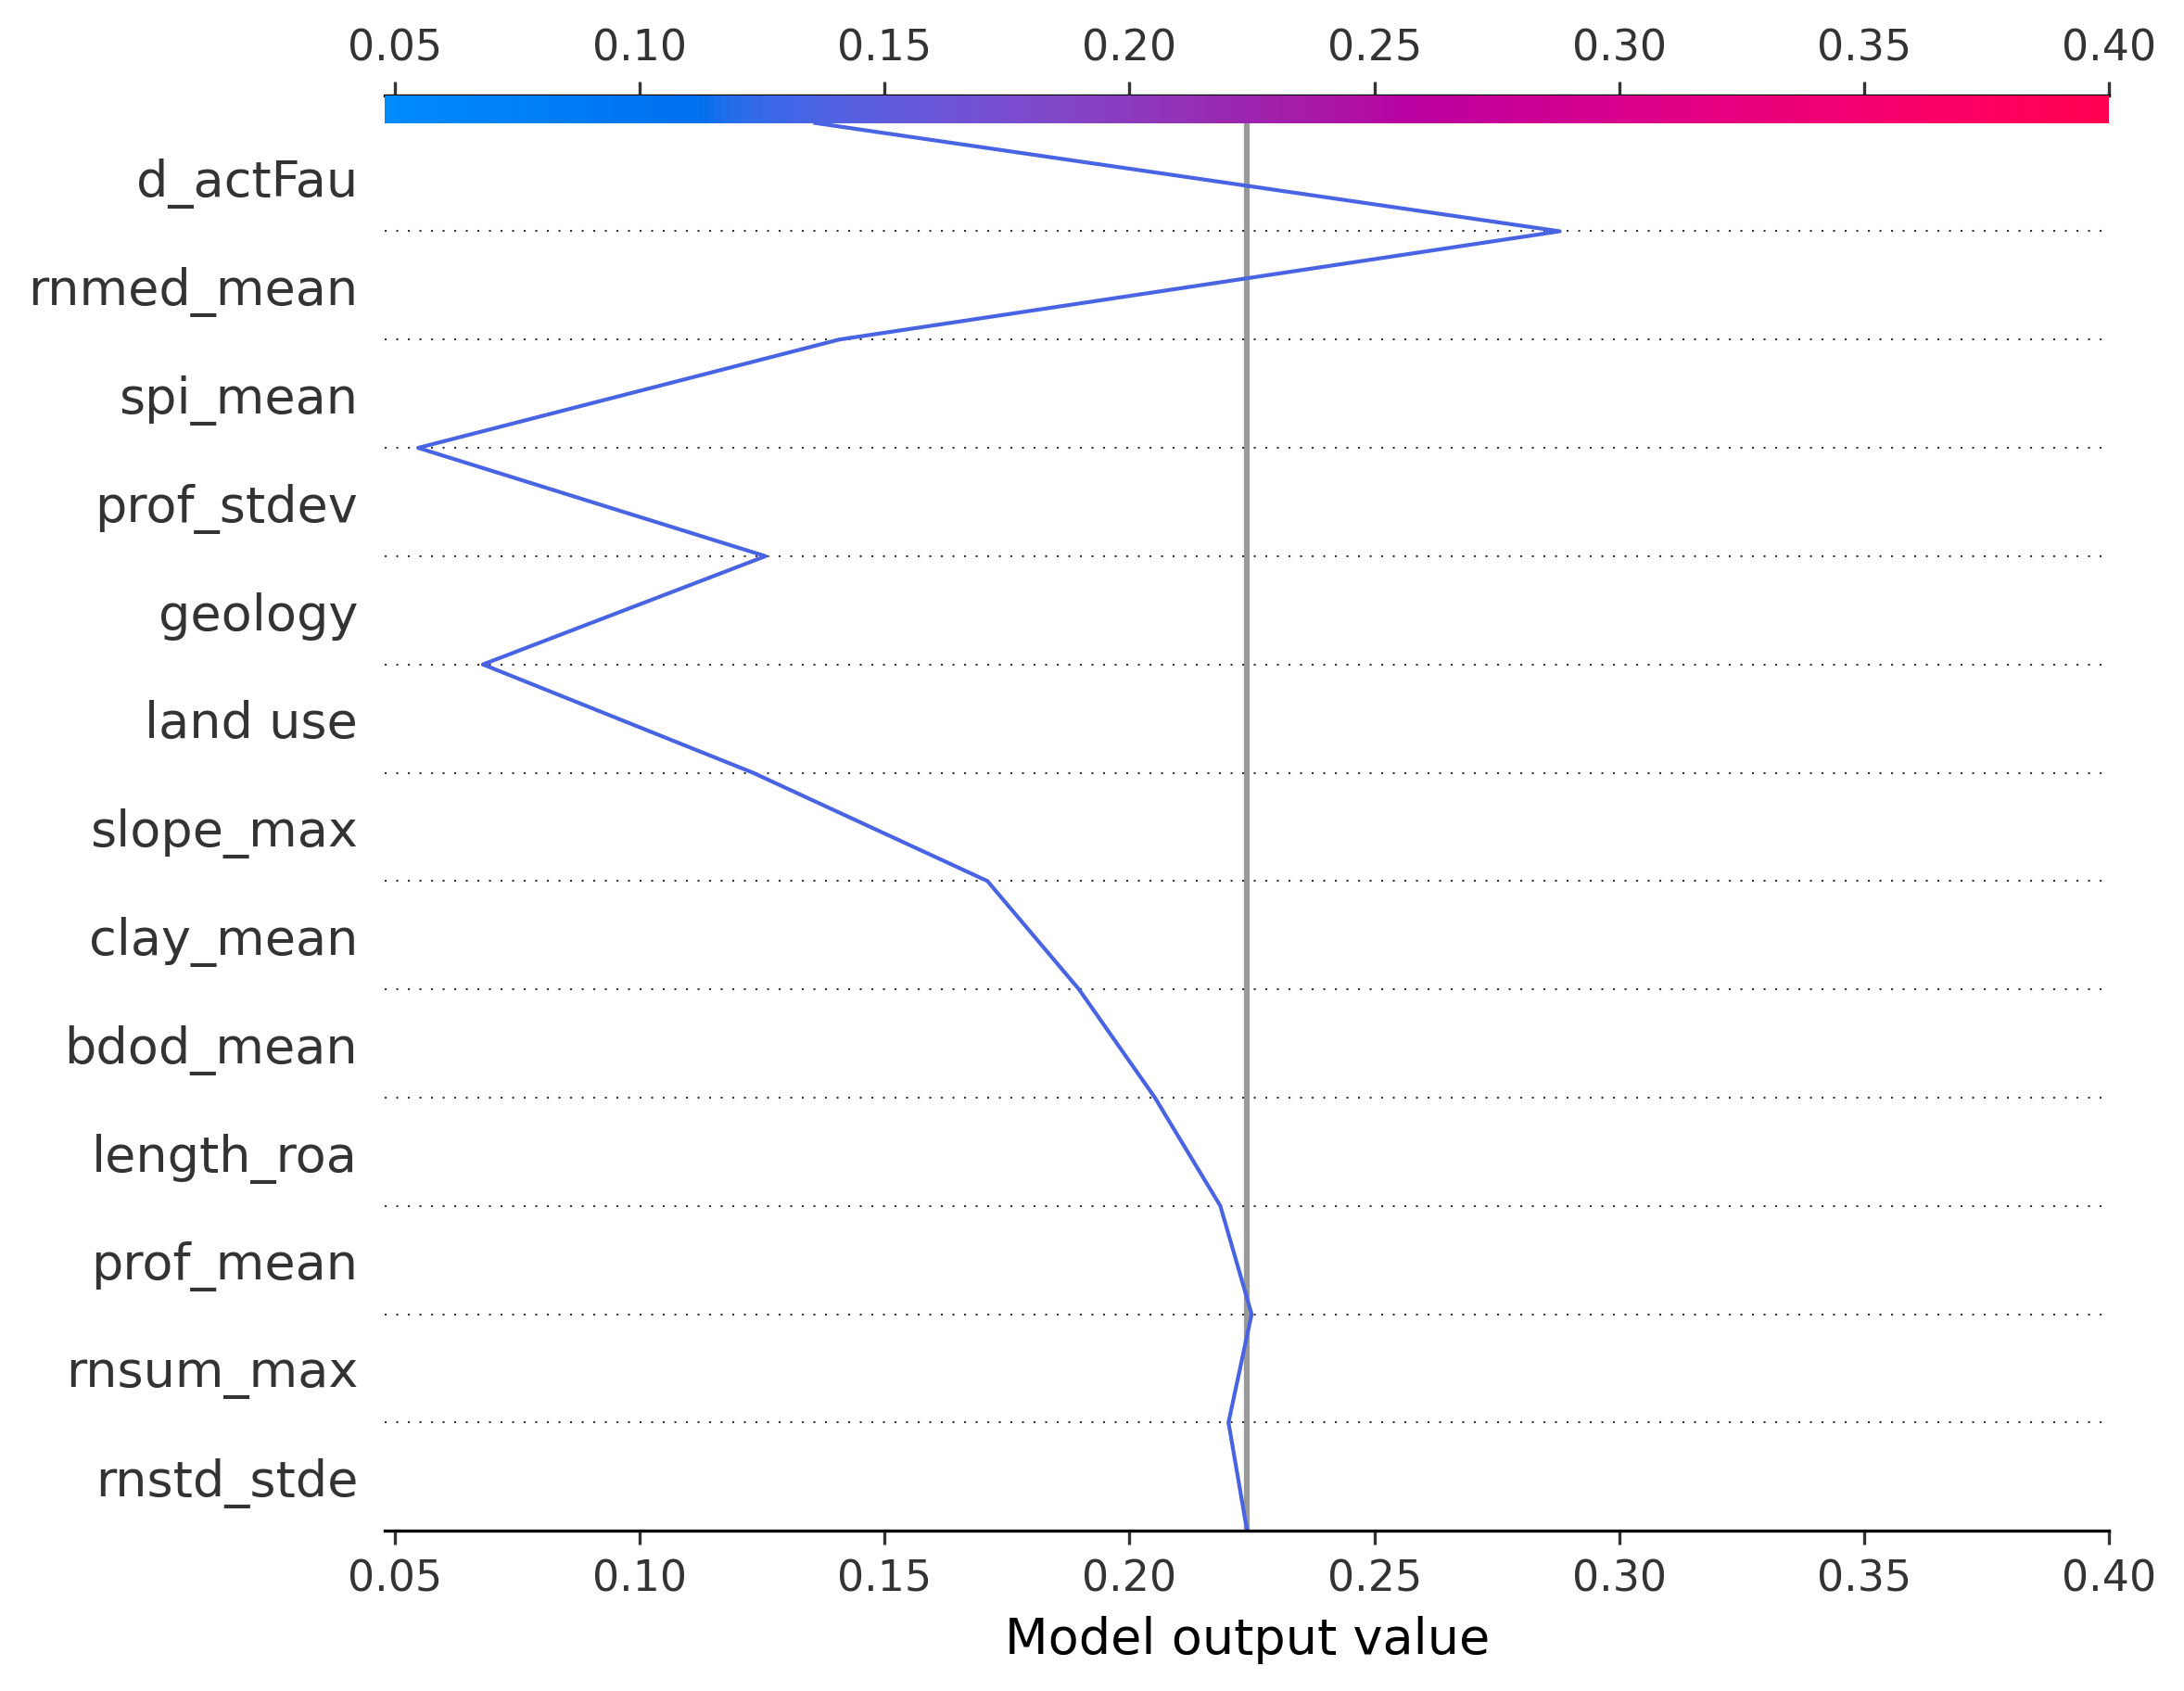 0.05 0.10 0.15 0.20 0.25 0.30 0.35 0.40
d_actFau
rnmed_mean
spi_mean
prof_stdev
geology
land use
slope_max
clay_mean
bdod_mean
length_roa
prof_mean
rnsum_max
rnstd_stde
0.05 0.10 0.15 0.20 0.25 0.30 0.35 0.40
Model output value